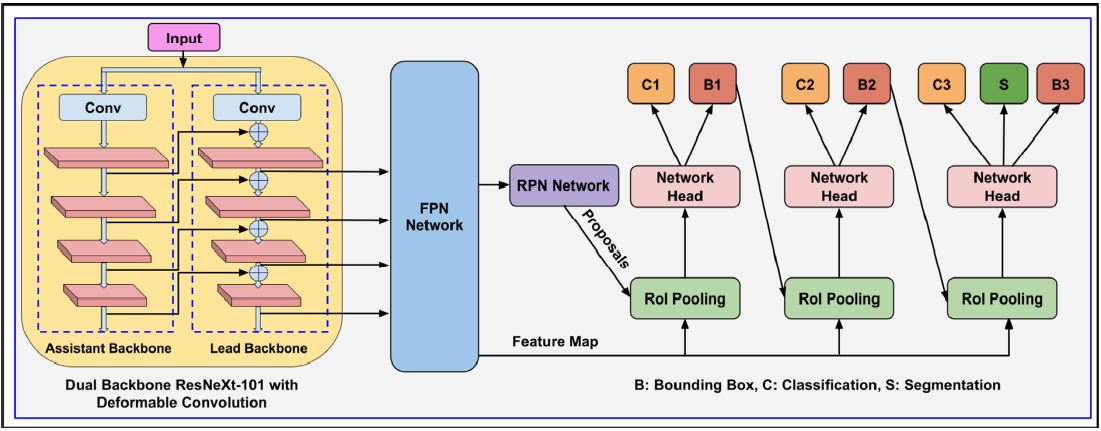 Input
Conv
Conv
Assistant Backbone
Lead Backbone
Dual Backbone ResNeXt-101 with
Deformable Convolution
FPN
Network
RPN Network
Proposals
Feature Map
C1
B1
C2
B2
C3
S
B3
Network
Head
Network
Head
Network
Head
RoI Pooling
RoI Pooling
RoI Pooling
B: Bounding Box, C: Classification, S: Segmentation